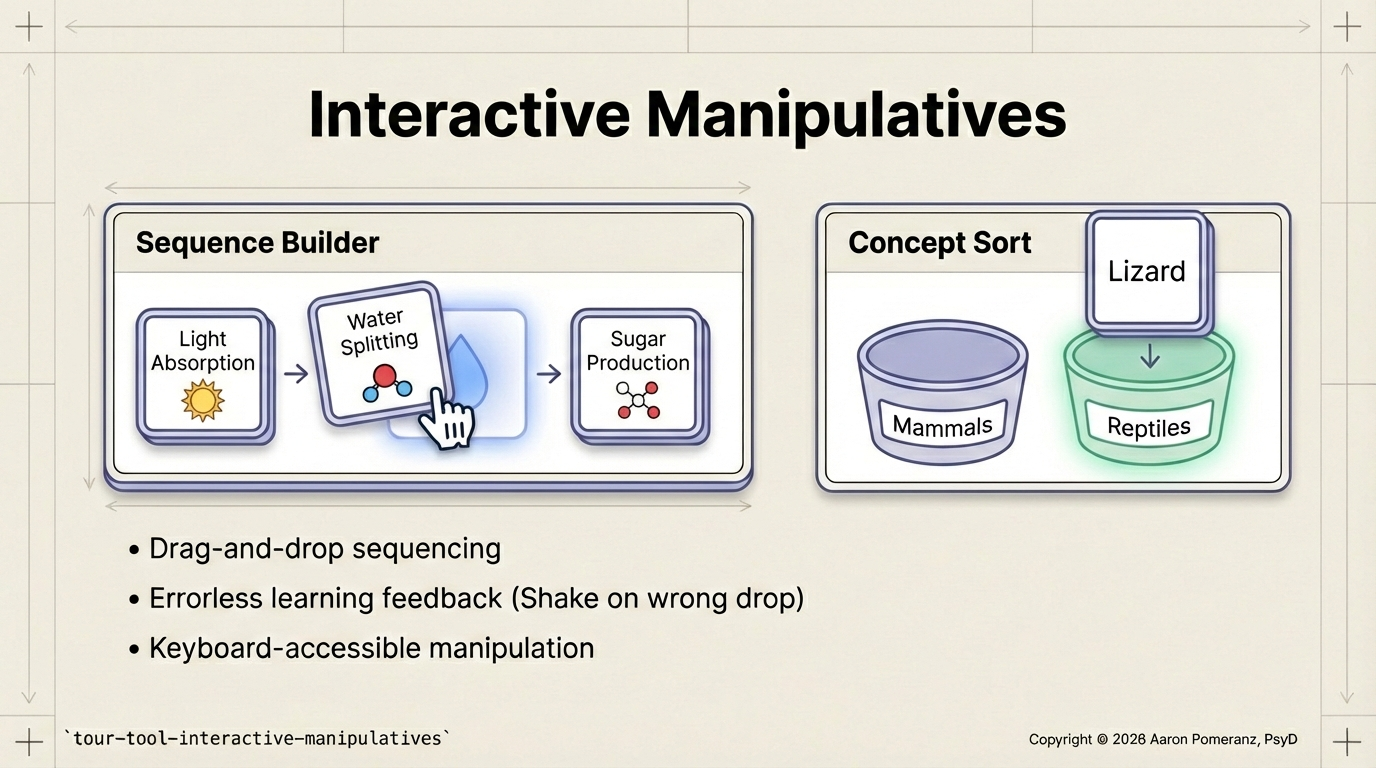 Interactive Manipulatives
Sequence Builder
Light
Absorption
Water
Splitting
Sugar
Production
Concept Sort
Lizard
Mammals
Reptiles
• Drag-and-drop sequencing
• Errorless learning feedback (Shake on wrong drop)
• Keyboard-accessible manipulation
`tour-tool-interactive-manipulatives`
Copyright © 2026 Aaron Pomeranz, PsyD